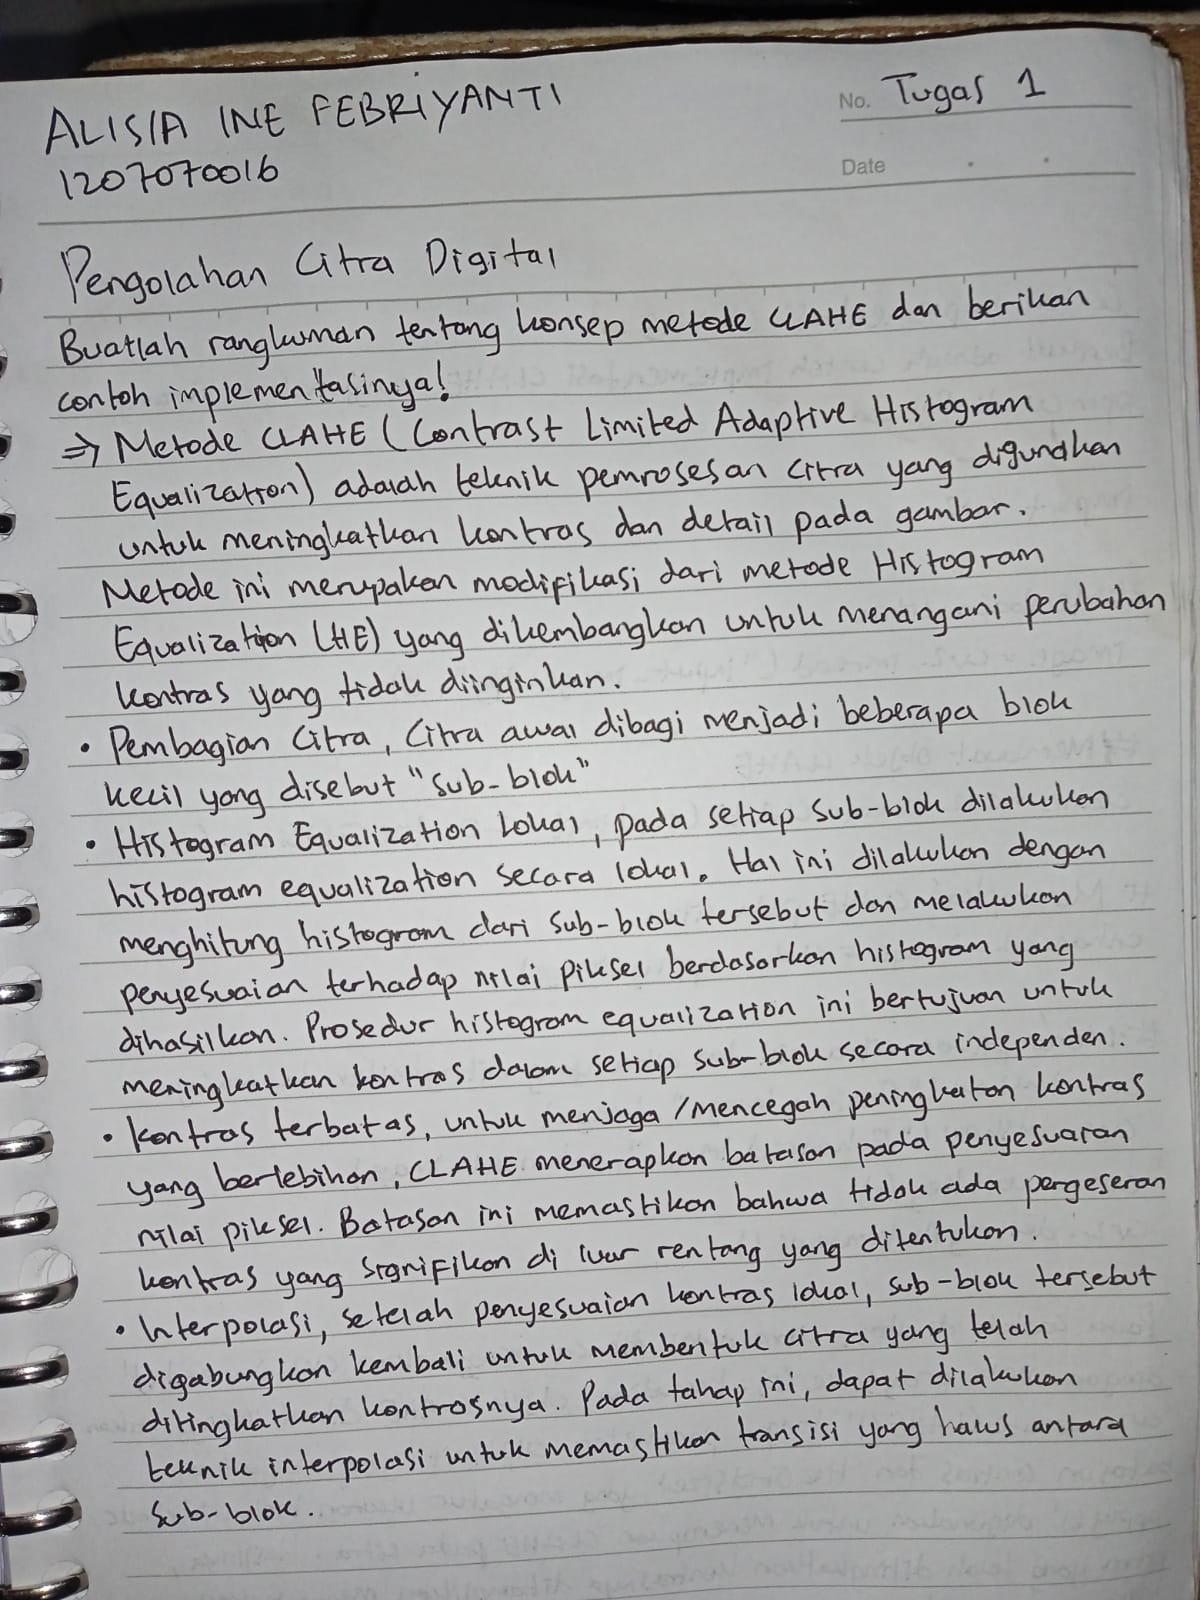 ALISIA INE FEBRIYANTI
1207070016
No. Tugas 1
Date
Pengolahan Citra Digital
Buatlah rangkuman tentang konsep metode CLAHE dan berikan
contoh implementasinya!
=> Metode CLAHE (Contrast Limited Adaptive Histogram
Equalization) adalah teknik pemrosesan citra yang digunakan
untuk meningkatkan kontras dan detail pada gambar.
Metode ini merupakan modifikasi dari metode Histogram
Equalization (HE) yang dikembangkan untuk menangani perubahan
kontras yang tidak diinginkan.
• Pembagian Citra, Citra awal dibagi menjadi beberapa blok
kecil yang disebut "sub-blok"
• Histogram Equalization Lokal, pada setiap sub-blok dilakukan
histogram equalization secara lokal. Hal ini dilakukan dengan
menghitung histogram dari sub-blok tersebut dan melakukan
penyesuaian terhadap nilai piksel berdasarkan histogram yang
dihasilkan. Prosedur histogram equalization ini bertujuan untuk
meningkatkan kontras dalam setiap sub-blok secara independen.
• Kontras terbatas, untuk menjaga/mencegah peningkatan kontras
yang berlebihan, CLAHE menerapkan batasan pada penyesuaian
nilai piksel. Batasan ini memastikan bahwa tidak ada pergeseran
kontras yang signifikan di luar rentang yang ditentukan.
• Interpolasi, setelah penyesuaian kontras lokal, sub-blok tersebut
digabungkan kembali untuk membentuk citra yang telah
ditingkatkan kontrasnya. Pada tahap ini, dapat dilakukan
teknik interpolasi untuk memastikan transisi yang halus antara
sub-blok.